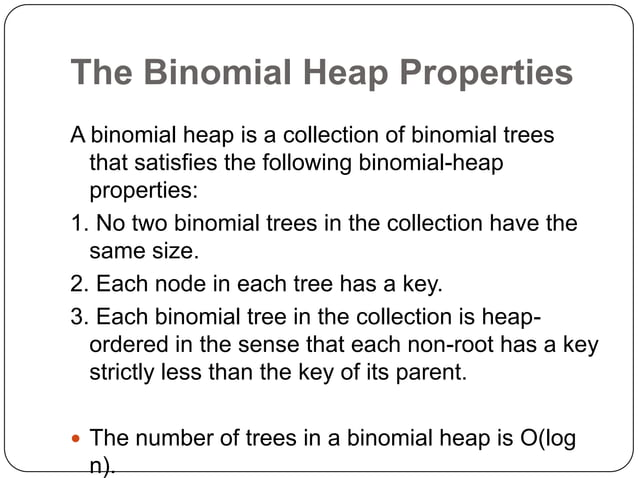 The Binomial Heap Properties
A binomial heap is a collection of binomial trees
that satisfies the following binomial-heap
properties:
1. No two binomial trees in the collection have the
same size.
2. Each node in each tree has a key.
3. Each binomial tree in the collection is heap-
ordered in the sense that each non-root has a key
strictly less than the key of its parent.
• The number of trees in a binomial heap is O(log
n).